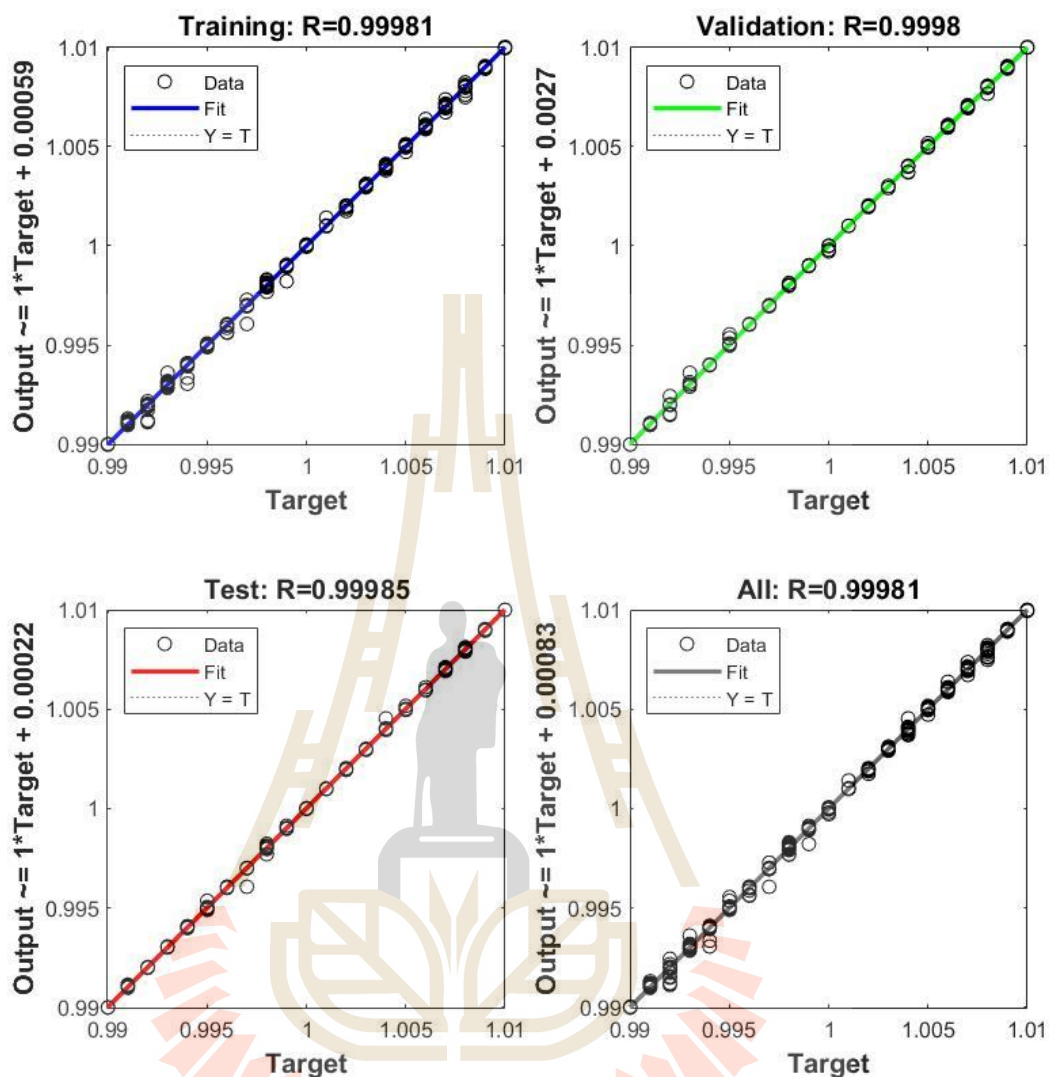 Training: R=0.99981
Output ~= 1*Target + 0.00059
1.01
1.005
1
0.995
0.99
Data
Fit
Y = T
0.99 0.995 1 1.005 1.01
Target
Validation: R=0.9998
Output ~= 1*Target + 0.0027
1.01
1.005
1
0.995
0.99
Data
Fit
Y = T
0.99 0.995 1 1.005 1.01
Target
Test: R=0.99985
Output ~= 1*Target + 0.00022
1.01
1.005
1
0.995
0.99
Data
Fit
Y = T
0.99 0.995 1 1.005 1.01
Target
All: R=0.99981
Output ~= 1*Target + 0.00083
1.01
1.005
1
0.995
0.99
Data
Fit
Y = T
0.99 0.995 1 1.005 1.01
Target